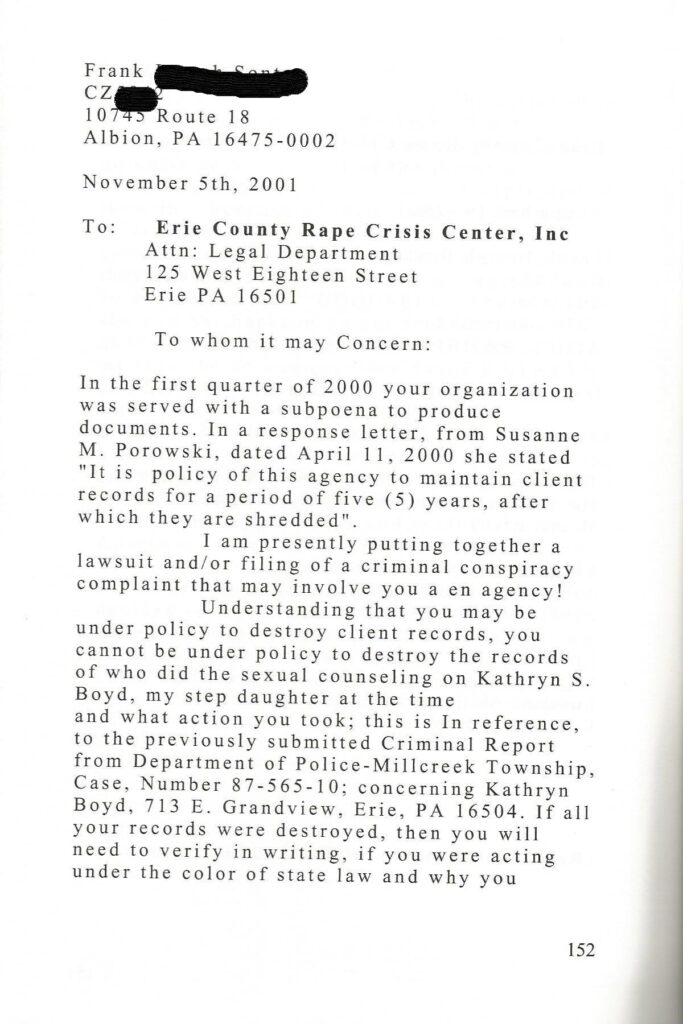 Frank
CZ 2
10745 Route 18
Albion, PA 16475-0002
November 5th, 2001
To: Erie County Rape Crisis Center, Inc
Attn: Legal Department
125 West Eighteen Street
Erie PA 16501
To whom it may Concern:
In the first quarter of 2000 your organization
was served with a subpoena to produce
documents. In a response letter, from Susanne
M. Porowski, dated April 11, 2000 she stated
"It is policy of this agency to maintain client
records for a period of five (5) years, after
which they are shredded".
I am presently putting together a
lawsuit and/or filing of a criminal conspiracy
complaint that may involve you a en agency!
Understanding that you may be
under policy to destroy client records, you
cannot be under policy to destroy the records
of who did the sexual counseling on Kathryn S.
Boyd, my step daughter at the time
and what action you took; this is In reference,
to the previously submitted Criminal Report
from Department of Police-Millcreek Township,
Case, Number 87-565-10; concerning Kathryn
Boyd, 713 E. Grandview, Erie, PA 16504. If all
your records were destroyed, then you will
need to verify in writing, if you were acting
under the color of state law and why you
152